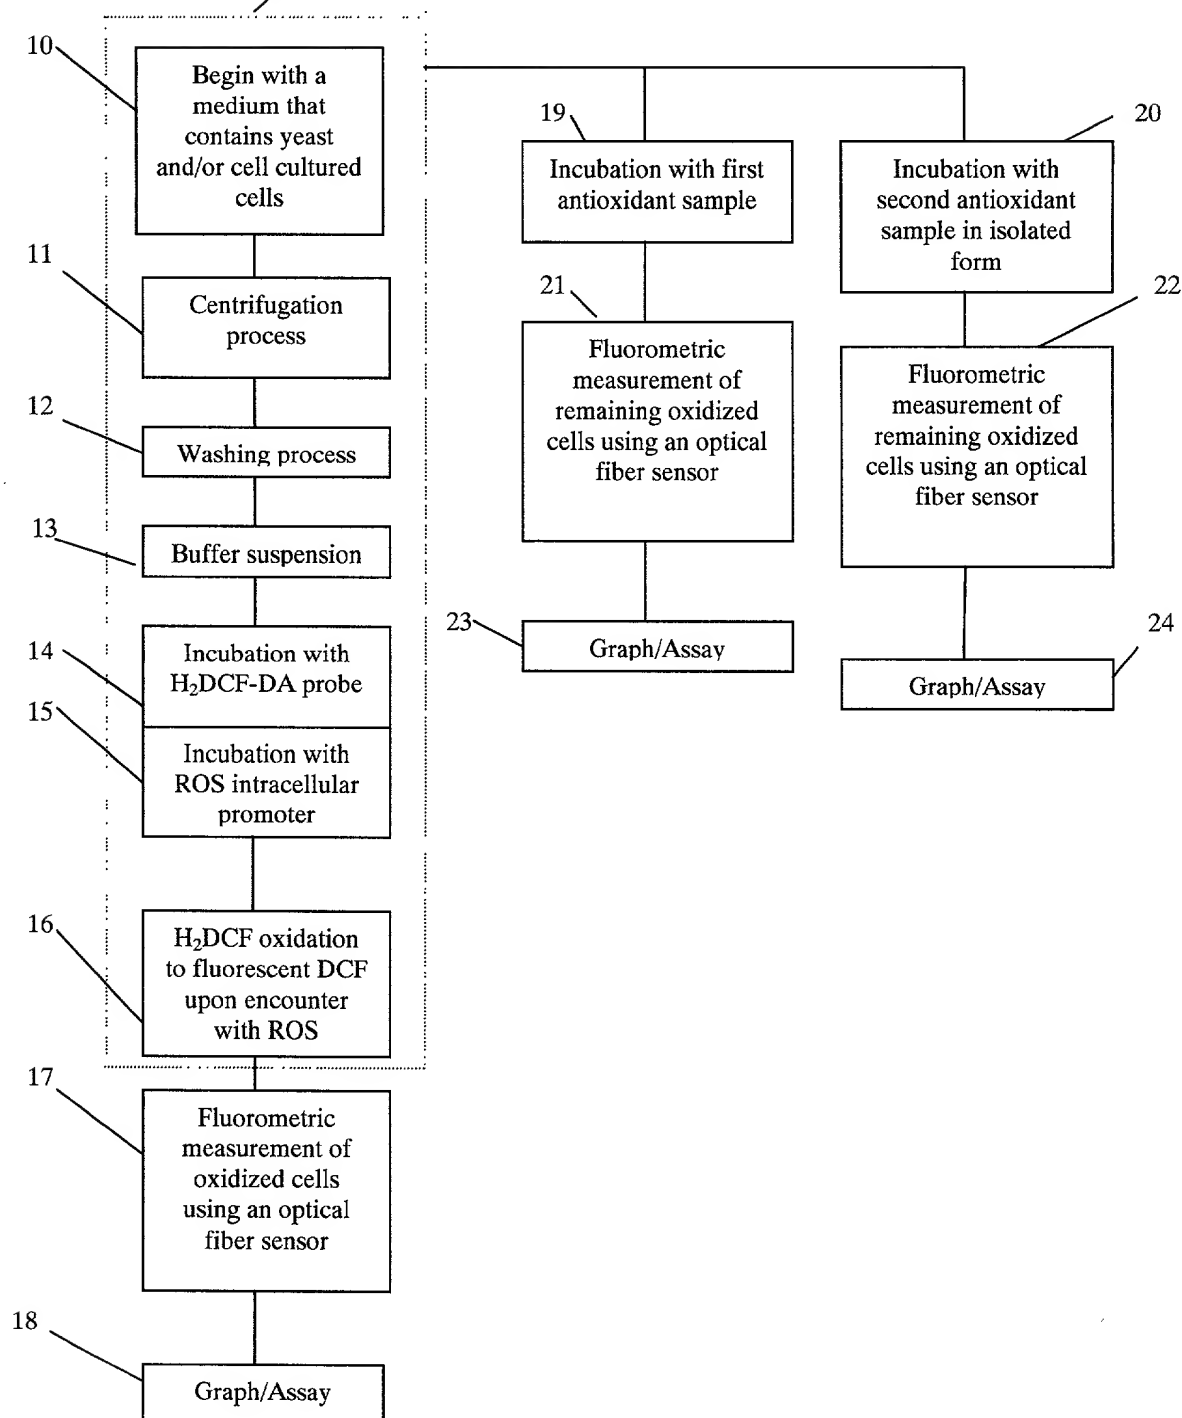 10
Begin with a
medium that
contains yeast
and/or cell cultured
cells
11
Centrifugation
process
12
Washing process
13
Buffer suspension
14
Incubation with
H₂DCF-DA probe
15
Incubation with
ROS intracellular
promoter
16
H₂DCF oxidation
to fluorescent DCF
upon encounter
with ROS
17
Fluorometric
measurement of
oxidized cells
using an optical
fiber sensor
18
Graph/Assay
19
Incubation with first
antioxidant sample
21
Fluorometric
measurement of
remaining oxidized
cells using an optical
fiber sensor
23
Graph/Assay
20
Incubation with
second antioxidant
sample in isolated
form
22
Fluorometric
measurement of
remaining oxidized
cells using an optical
fiber sensor
24
Graph/Assay